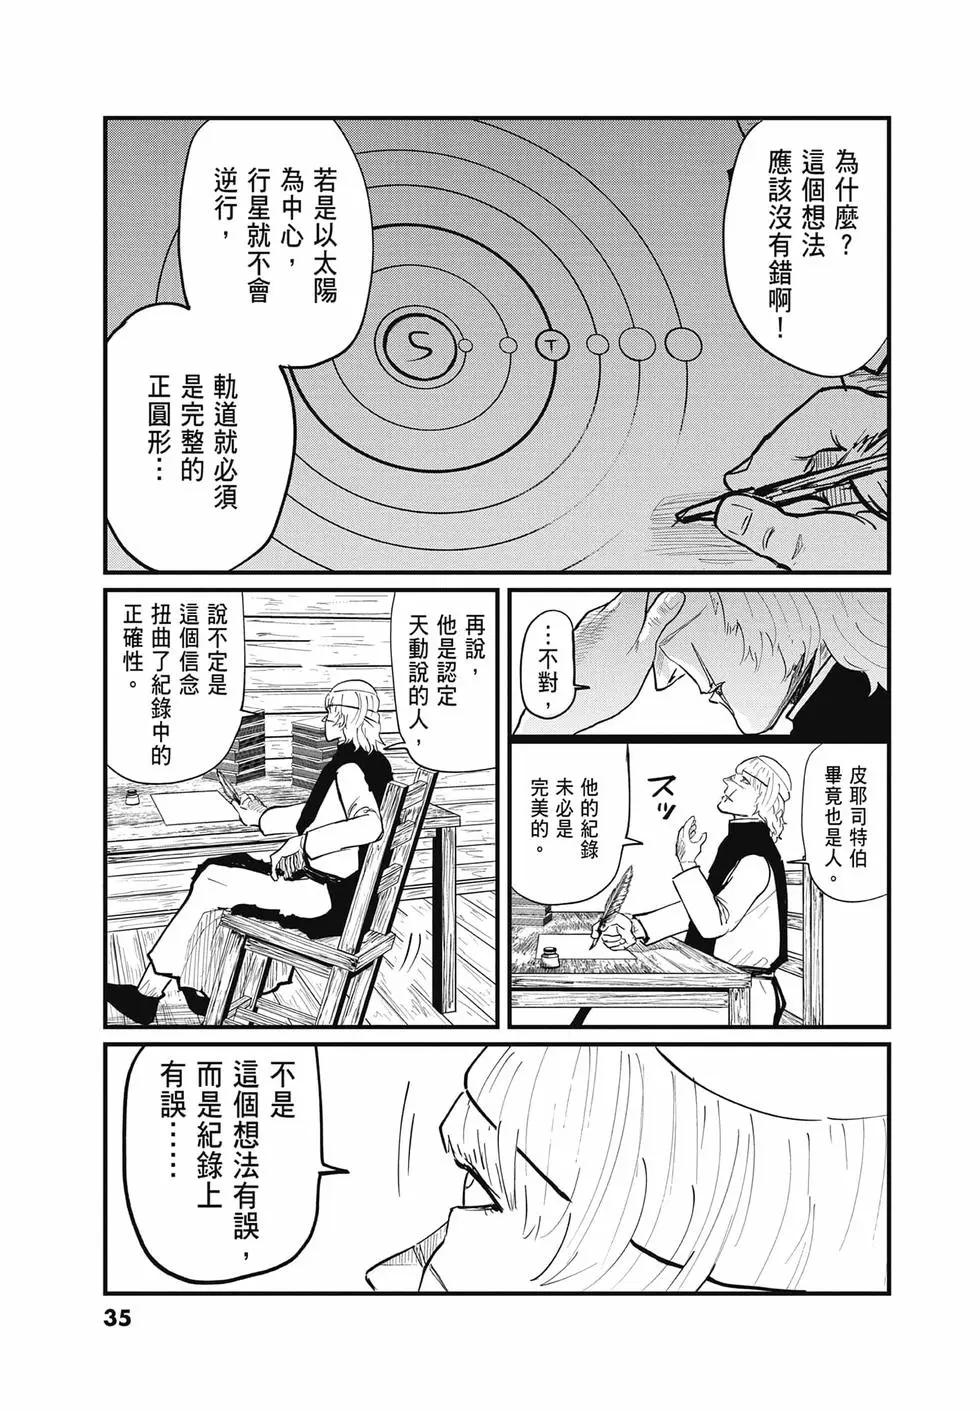 為什麼？
這個想法
應該沒有錯啊！
若是以太陽
為中心，
行星就不會
逆行，
軌道就必須
是完整的
正圓形…
S
T
…不對，
皮耶司特伯
畢竟也是人。
スッ
他的紀錄
未必是
完美的。
再說，
他是認定
天動說的人，
說不定是
這個信念
扭曲了紀錄中的
正確性。
不是
這個想法有誤，
而是紀錄上
有誤……
35